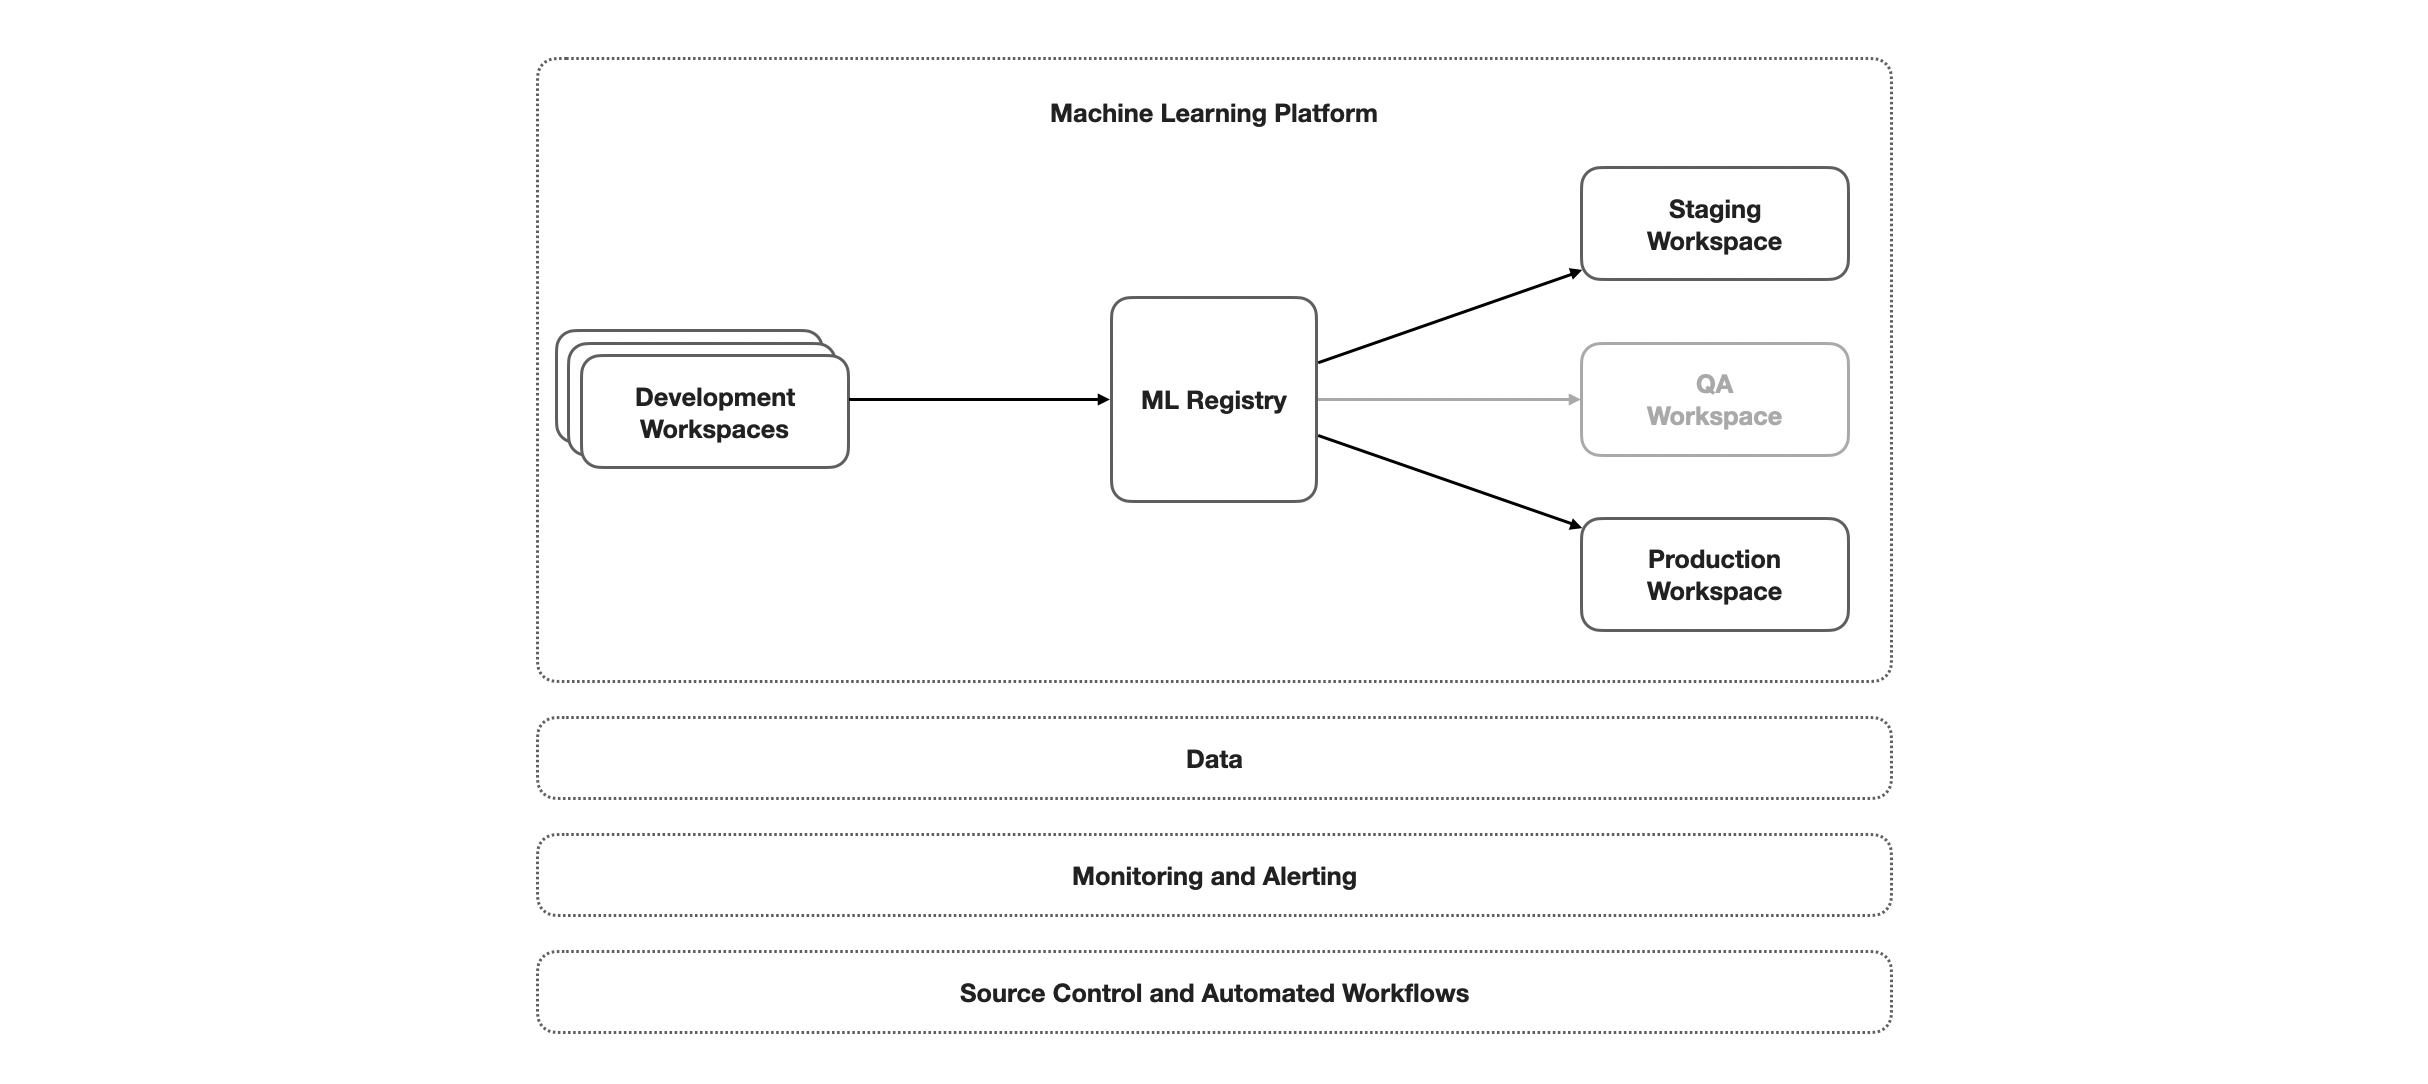 Machine Learning Platform
Staging
Workspace
Development
Workspaces
ML Registry
QA
Workspace
Production
Workspace
Data
Monitoring and Alerting
Source Control and Automated Workflows